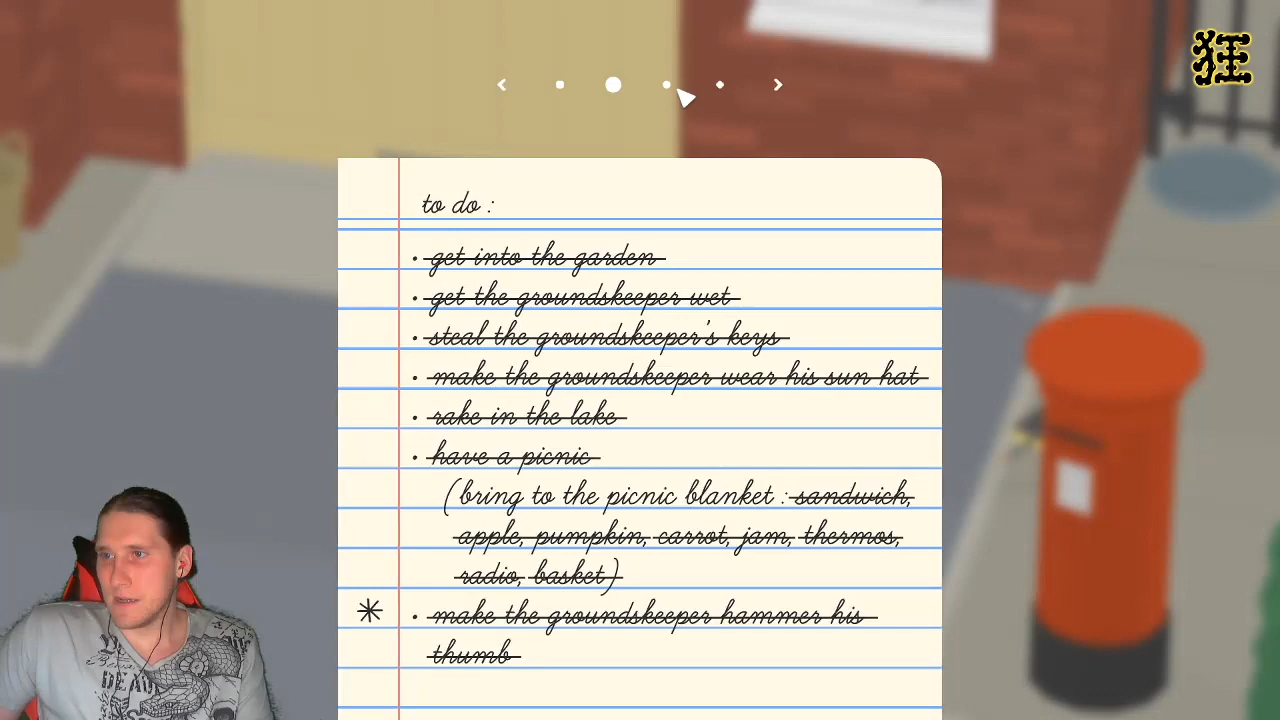 狂
to do :
• get into the garden
• get the groundskeeper wet
• steal the groundskeeper's keys
• make the groundskeeper wear his sun hat
• rake in the lake
• have a picnic
(bring to the picnic blanket : sandwich,
apple, pumpkin, carrot, jam, thermos,
radio, basket)
• make the groundskeeper hammer his
thumb